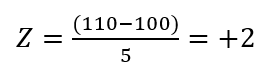 Z = (110−100)/5 = +2